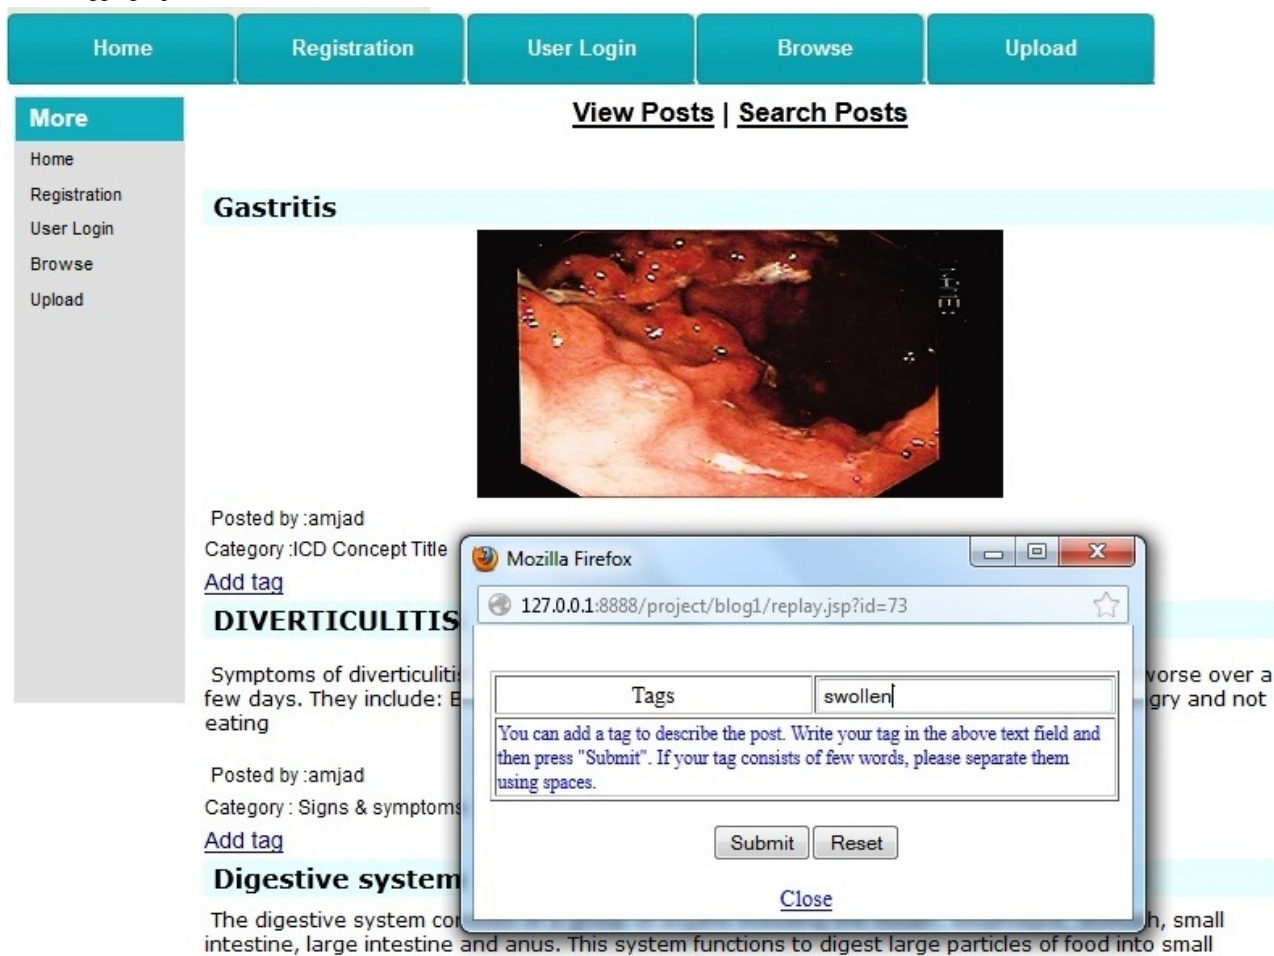 Home Registration User Login Browse Upload
More
Home
Registration
User Login
Browse
Upload
View Posts | Search Posts
Gastritis
Posted by :amjad
Category :ICD Concept Title
Add tag
DIVERTICULITIS
Symptoms of diverticulitis worse over a
few days. They include: gry and not
eating
Posted by :amjad
Category : Signs & symptoms
Add tag
Digestive system
The digestive system h, small
intestine, large intestine and anus. This system functions to digest large particles of food into small
Mozilla Firefox
127.0.0.1:8888/project/blog1/replay.jsp?id=73
Tags swollen
You can add a tag to describe the post. Write your tag in the above text field and
then press "Submit". If your tag consists of few words, please separate them
using spaces.
Submit Reset
Close